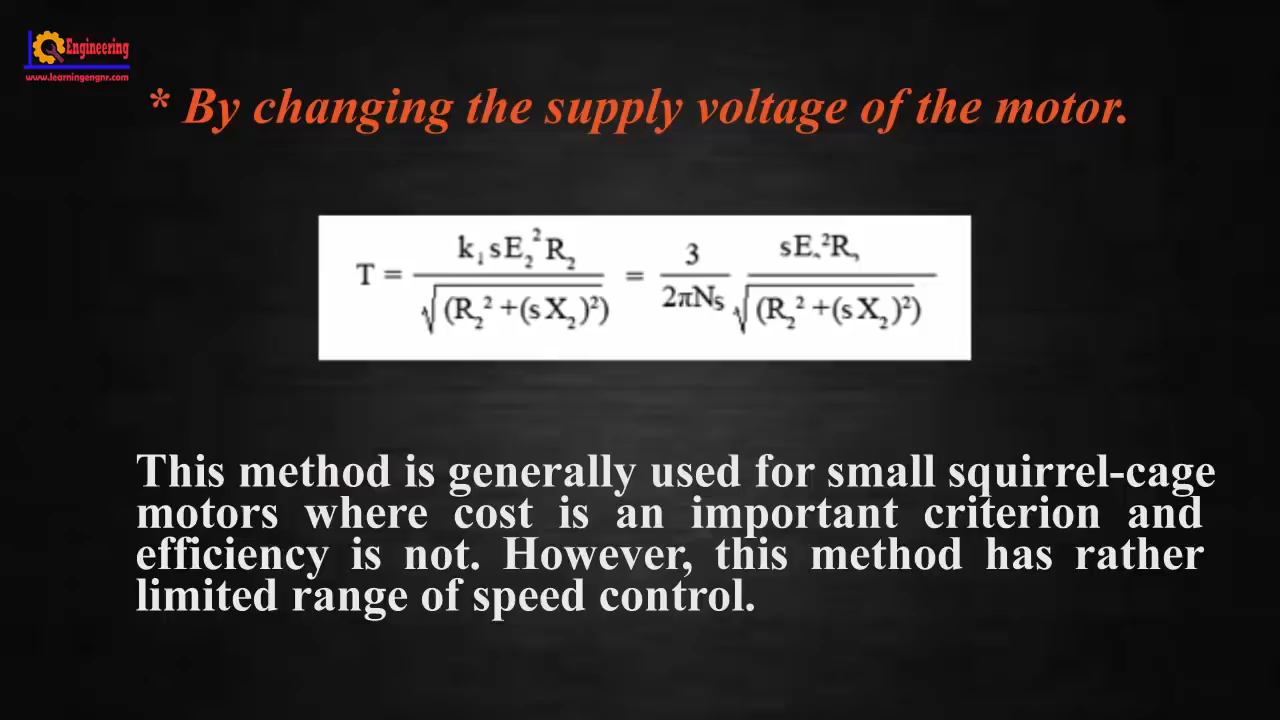 Engineering
www.learningengnr.com
* By changing the supply voltage of the motor.
T = k₁sE₂²R₂ / √(R₂² +(sX₂)²) = 3 / 2πNs sE₂²R₂ / √(R₂² +(sX₂)²)
This method is generally used for small squirrel-cage
motors where cost is an important criterion and
efficiency is not. However, this method has rather
limited range of speed control.